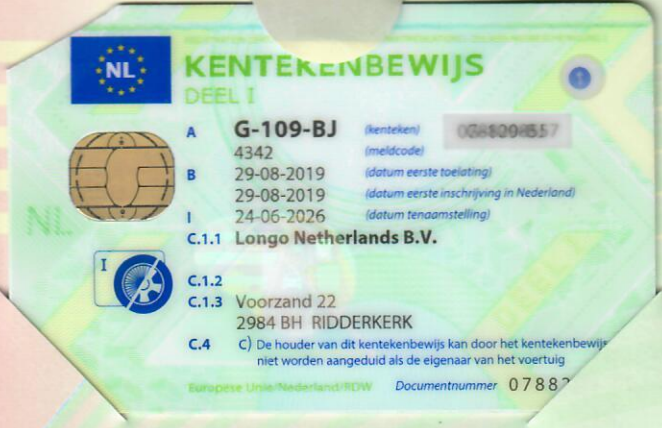 NL
KENTEKENBEWIJS
DEEL I
A G-109-BJ (kenteken)
4342 (meldcode)
B 29-08-2019 (datum eerste toelating)
29-08-2019 (datum eerste inschrijving in Nederland)
I 24-06-2026 (datum tenaamstelling)
NL
C.1.1 Longo Netherlands B.V.
I
C.1.2
C.1.3 Voorzand 22
2984 BH RIDDERKERK
C.4 C) De houder van dit kentekenbewijs kan door het kentekenbewijs
niet worden aangeduid als de eigenaar van het voertuig
Europese Unie/Nederland/RDW Documentnummer 0788